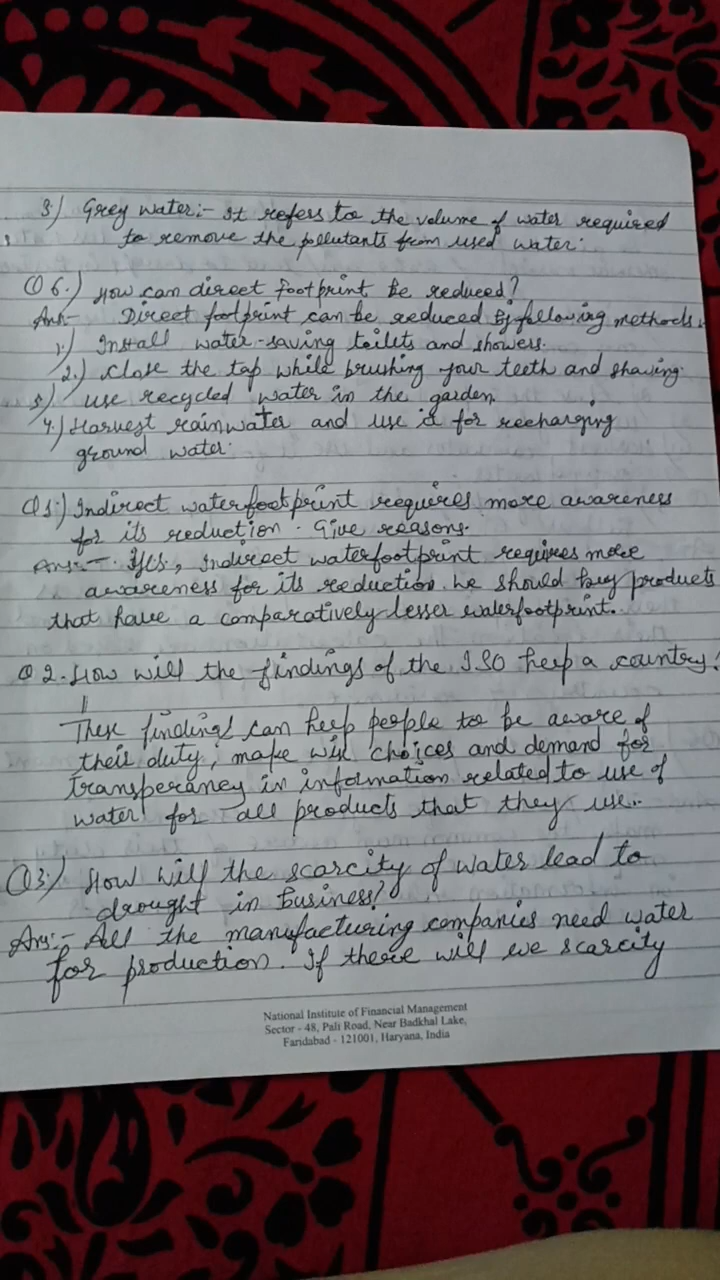 3) Grey water:- It refers to the volume of water required
to remove the pollutants from used water.
Q 6.) How can direct footprint be reduced?
Ans- Direct footprint can be reduced by following methods:
1.) Install water-saving toilets and showers.
2.) Close the tap while brushing your teeth and shaving.
3) use recycled water in the garden.
4.) Harvest rainwater and use it for recharging
ground water.
Q1:) Indirect waterfootprint requires more awareness
for its reduction. Give reasons.
Ans:- Yes, Indirect waterfootprint requires more
awareness for its reduction. We should buy products
that have a comparatively lesser waterfootprint.
Q 2. How will the findings of the ISO help a country?
These findings can help people to be aware of
their duty, make wise choices and demand for
transperancy in information related to use of
water for all products that they use..
Q3:) How will the scarcity of water lead to
drought in business?
Ans:- All the manufacturing companies need water
for production. If there will we scarcity
National Institute of Financial Management
Sector - 48, Pali Road, Near Badkhal Lake,
Faridabad - 121001, Haryana, India